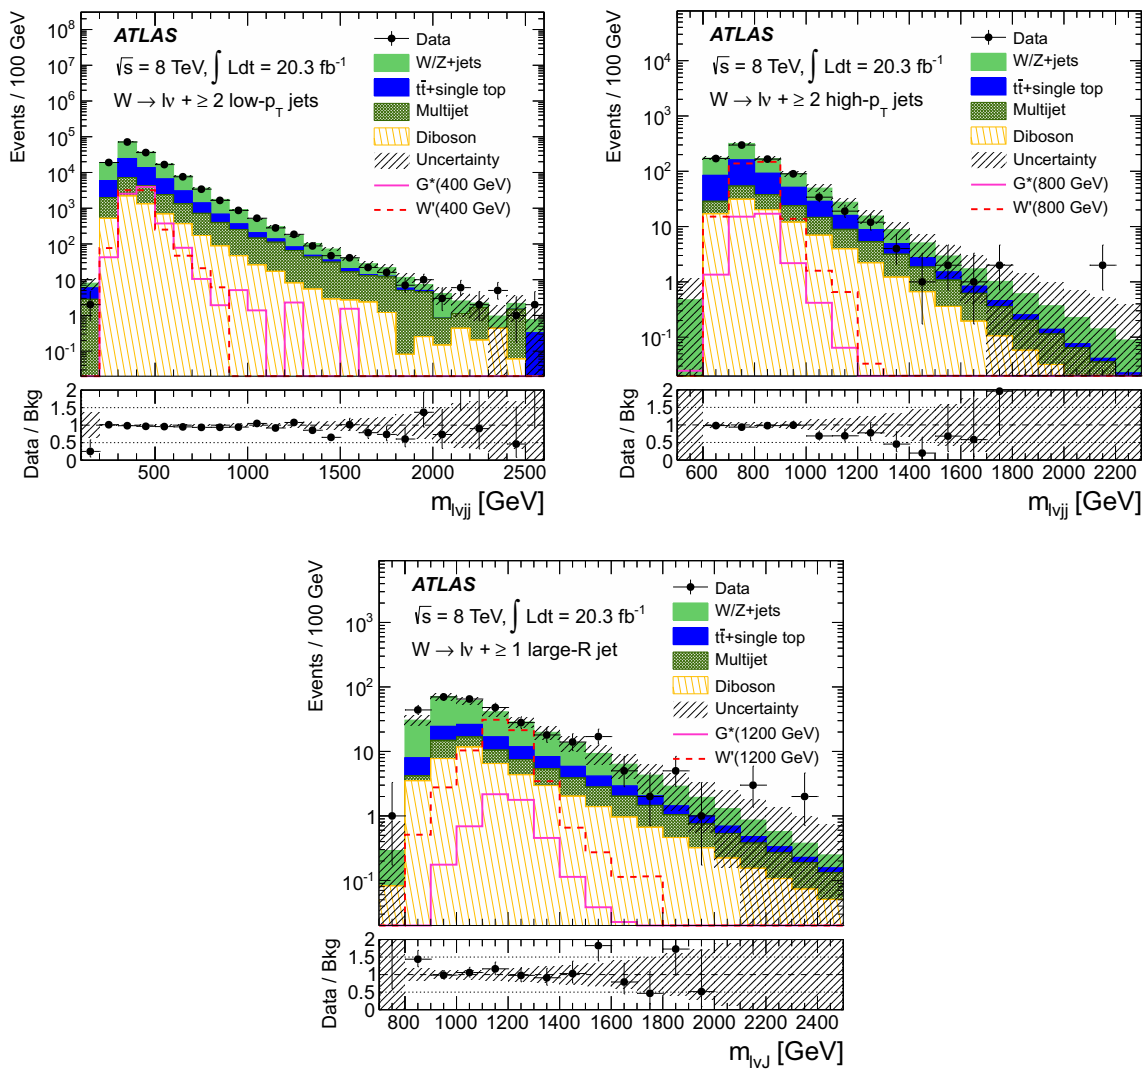 Events / 100 GeV
10⁸
10⁷
10⁶
10⁵
10⁴
10³
10²
10
1
10⁻¹
ATLAS
√s = 8 TeV, ∫ Ldt = 20.3 fb⁻¹
W → lν + ≥ 2 low-p_T jets
Data
W/Z+jets
tt̄+single top
Multijet
Diboson
Uncertainty
G*(400 GeV)
W'(400 GeV)
Data / Bkg
2
1.5
1
0.5
0
500 1000 1500 2000 2500
m_lνjj [GeV]
Events / 100 GeV
10⁴
10³
10²
10
1
10⁻¹
ATLAS
√s = 8 TeV, ∫ Ldt = 20.3 fb⁻¹
W → lν + ≥ 2 high-p_T jets
Data
W/Z+jets
tt̄+single top
Multijet
Diboson
Uncertainty
G*(800 GeV)
W'(800 GeV)
Data / Bkg
2
1.5
1
0.5
0
600 800 1000 1200 1400 1600 1800 2000 2200
m_lνjj [GeV]
Events / 100 GeV
10³
10²
10
1
10⁻¹
ATLAS
√s = 8 TeV, ∫ Ldt = 20.3 fb⁻¹
W → lν + ≥ 1 large-R jet
Data
W/Z+jets
tt̄+single top
Multijet
Diboson
Uncertainty
G*(1200 GeV)
W'(1200 GeV)
Data / Bkg
2
1.5
1
0.5
0
800 1000 1200 1400 1600 1800 2000 2200 2400
m_lνJ [GeV]